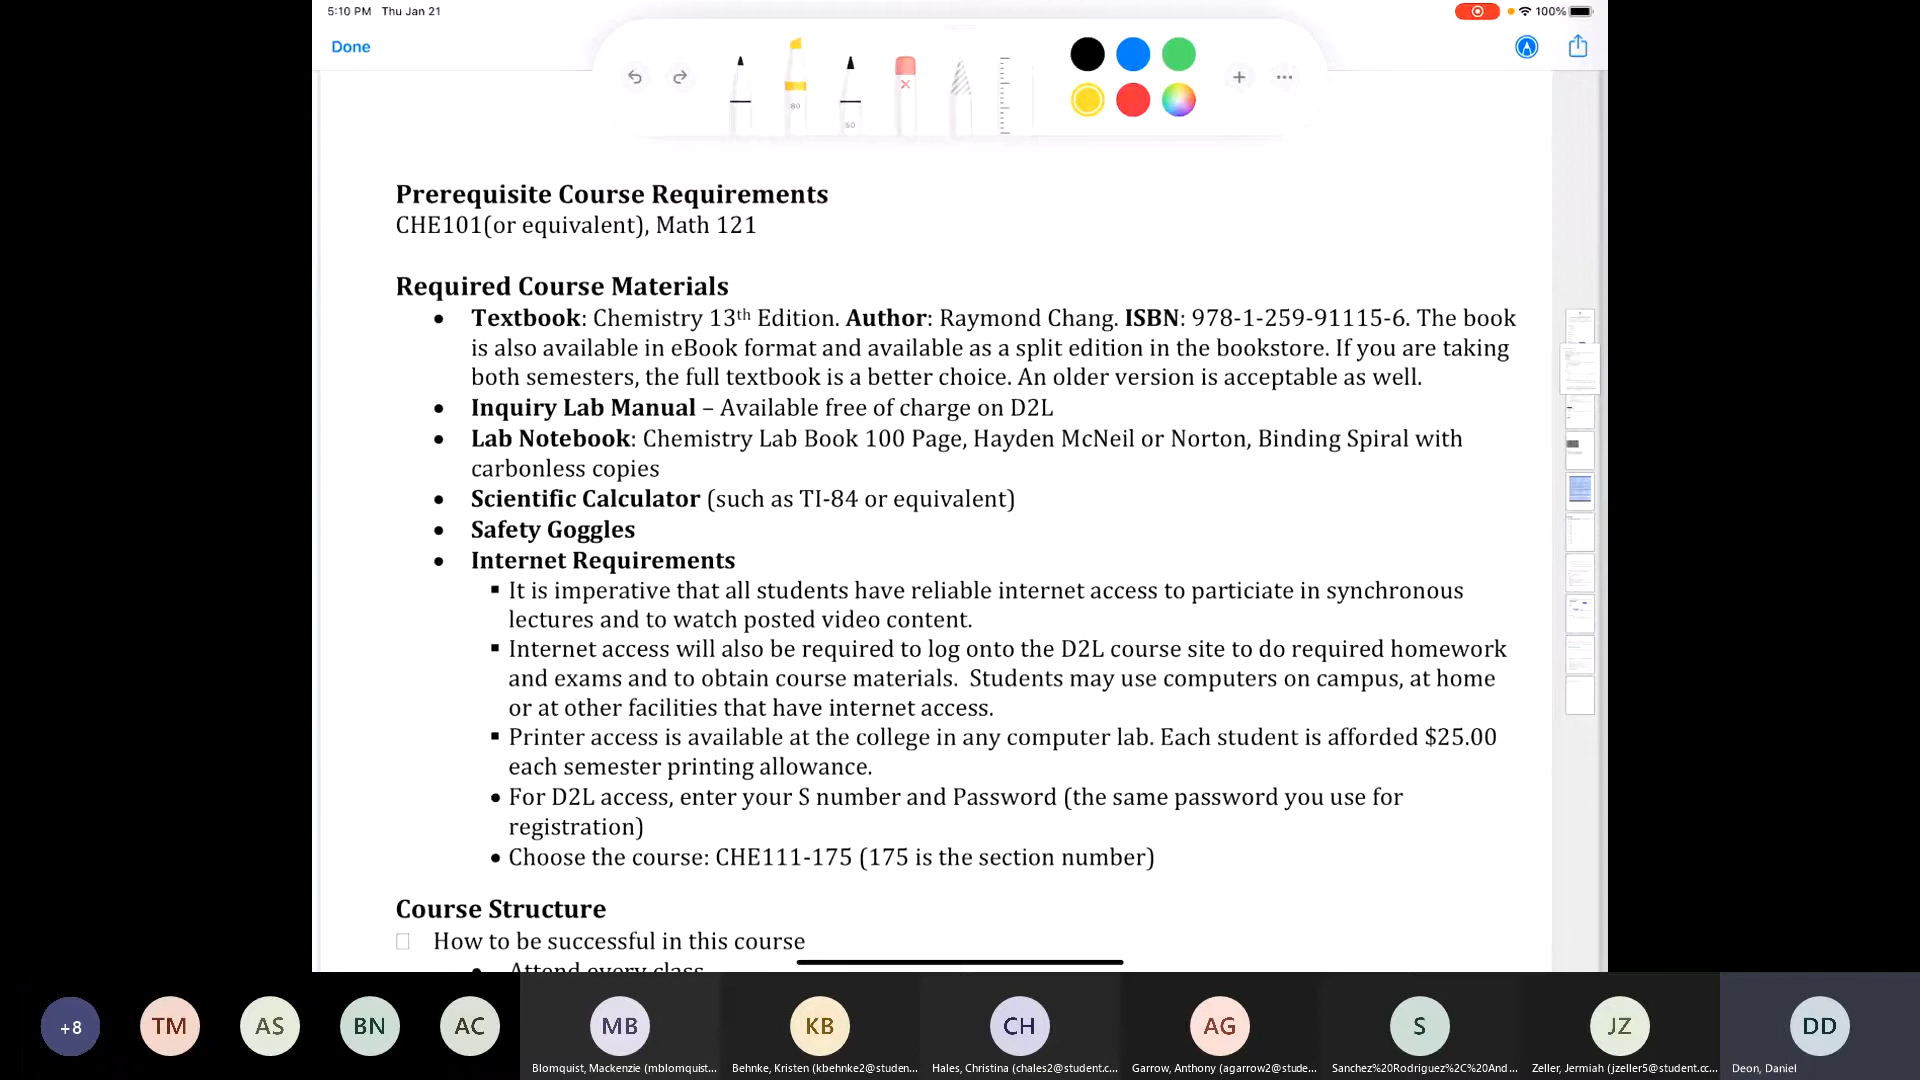 5:10 PM Thu Jan 21
100%
Done
80
50
Prerequisite Course Requirements
CHE101(or equivalent), Math 121
Required Course Materials
• Textbook: Chemistry 13th Edition. Author: Raymond Chang. ISBN: 978-1-259-91115-6. The book
is also available in eBook format and available as a split edition in the bookstore. If you are taking
both semesters, the full textbook is a better choice. An older version is acceptable as well.
• Inquiry Lab Manual – Available free of charge on D2L
• Lab Notebook: Chemistry Lab Book 100 Page, Hayden McNeil or Norton, Binding Spiral with
carbonless copies
• Scientific Calculator (such as TI-84 or equivalent)
• Safety Goggles
• Internet Requirements
▪ It is imperative that all students have reliable internet access to particiate in synchronous
lectures and to watch posted video content.
▪ Internet access will also be required to log onto the D2L course site to do required homework
and exams and to obtain course materials.  Students may use computers on campus, at home
or at other facilities that have internet access.
▪ Printer access is available at the college in any computer lab. Each student is afforded $25.00
each semester printing allowance.
• For D2L access, enter your S number and Password (the same password you use for
registration)
• Choose the course: CHE111-175 (175 is the section number)
Course Structure
How to be successful in this course
• Attend every class
+8 TM AS BN AC MB KB CH AG S JZ DD
Blomquist, Mackenzie (mblomquist... Behnke, Kristen (kbehnke2@studen... Hales, Christina (chales2@student.c... Garrow, Anthony (agarrow2@stude... Sanchez%20Rodriguez%2C%20And... Zeller, Jermiah (jzeller5@student.cc... Deon, Daniel